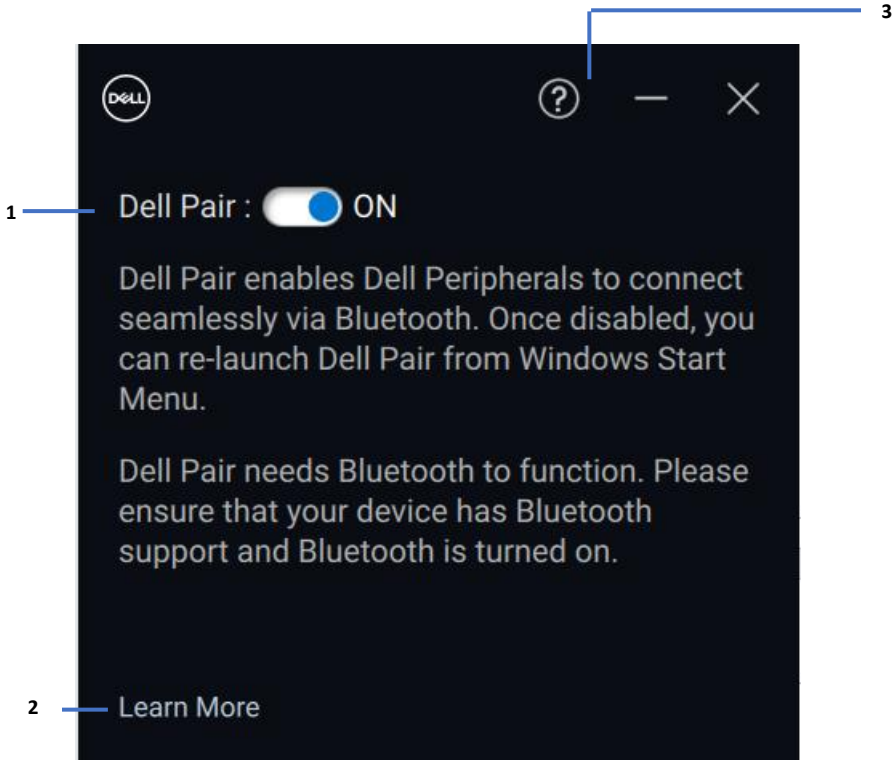 3
DELL
?
1
Dell Pair : ON
Dell Pair enables Dell Peripherals to connect
seamlessly via Bluetooth. Once disabled, you
can re-launch Dell Pair from Windows Start
Menu.
Dell Pair needs Bluetooth to function. Please
ensure that your device has Bluetooth
support and Bluetooth is turned on.
2
Learn More